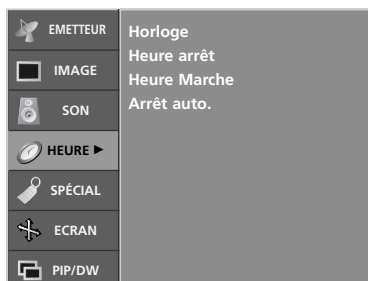 EMETTEUR
IMAGE
SON
HEURE ►
SPÉCIAL
ECRAN
PIP/DW
Horloge
Heure arrêt
Heure Marche
Arrêt auto.